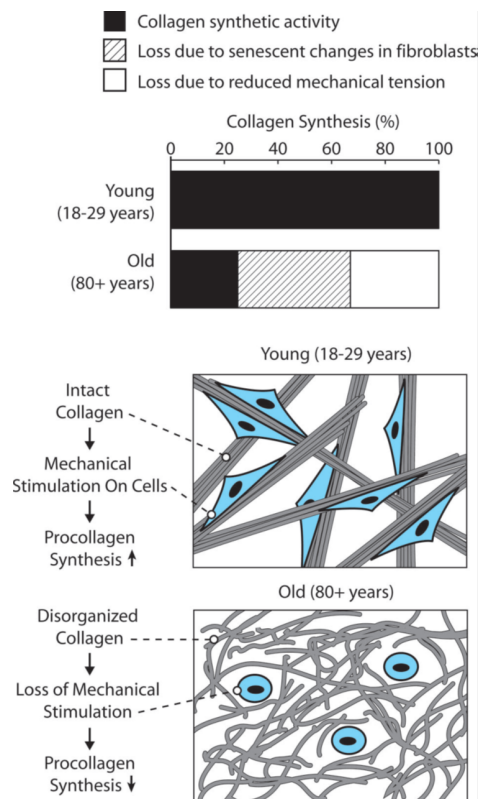 Collagen synthetic activity
Loss due to senescent changes in fibroblasts
Loss due to reduced mechanical tension
Collagen Synthesis (%)
0 20 40 60 80 100
Young
(18-29 years)
Old
(80+ years)
Young (18-29 years)
Intact
Collagen
Mechanical
Stimulation On Cells
Procollagen
Synthesis
Old (80+ years)
Disorganized
Collagen
Loss of Mechanical
Stimulation
Procollagen
Synthesis